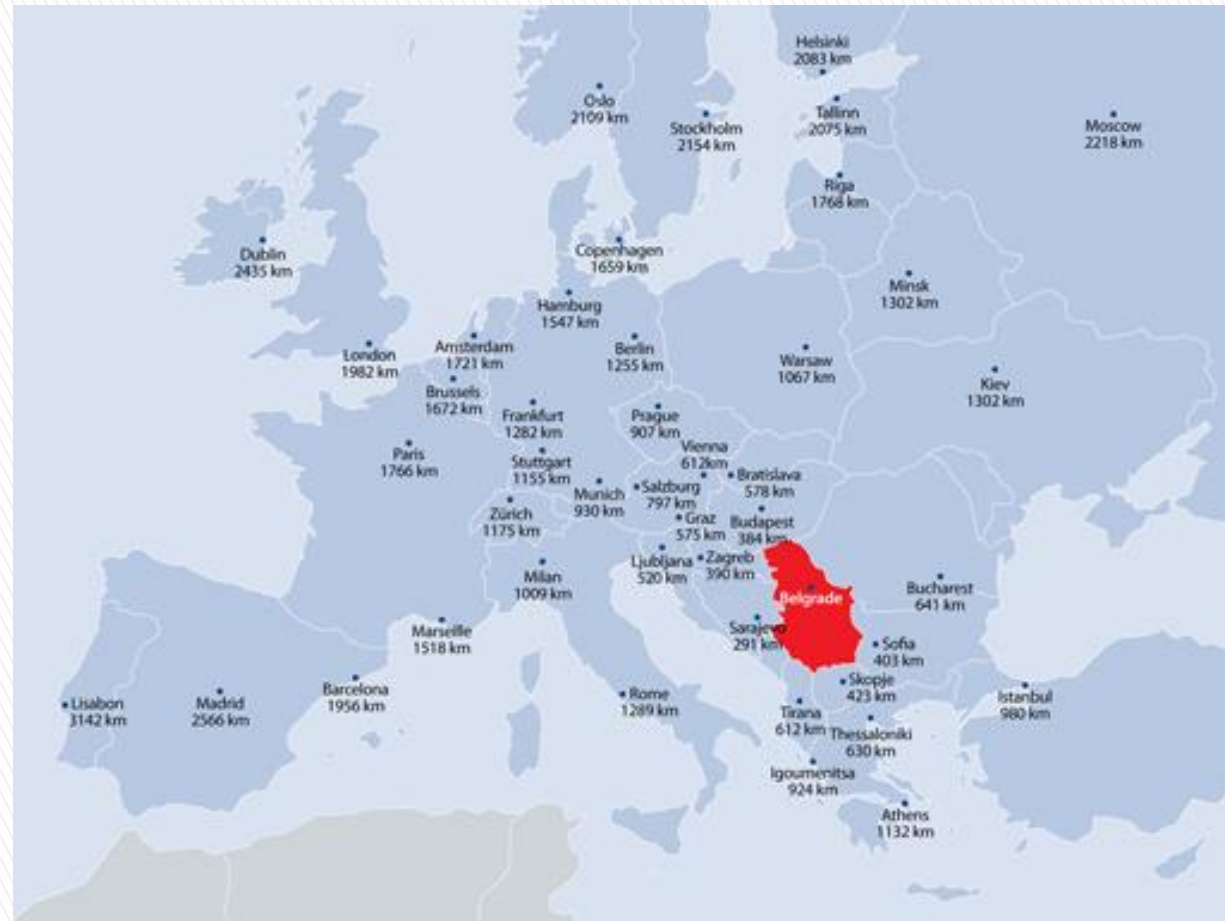 Helsinki
2083 km
Oslo
2109 km
Stockholm
2154 km
Tallinn
2075 km
Moscow
2218 km
Riga
1768 km
Dublin
2435 km
Copenhagen
1659 km
Minsk
1302 km
Hamburg
1547 km
London
1982 km
Amsterdam
1721 km
Berlin
1255 km
Warsaw
1067 km
Kiev
1302 km
Brussels
1672 km
Frankfurt
1282 km
Prague
907 km
Paris
1766 km
Stuttgart
1155 km
Vienna
612km
Bratislava
578 km
Munich
930 km
Salzburg
797 km
Zürich
1175 km
Graz
575 km
Budapest
384 km
Milan
1009 km
Ljubljana
520 km
Zagreb
390 km
Belgrade
Bucharest
641 km
Marseille
1518 km
Sarajevo
291 km
Sofia
403 km
Skopje
423 km
Lisabon
3142 km
Madrid
2566 km
Barcelona
1956 km
Rome
1289 km
Tirana
612 km
Istanbul
980 km
Thessaloniki
630 km
Igoumenitsa
924 km
Athens
1132 km